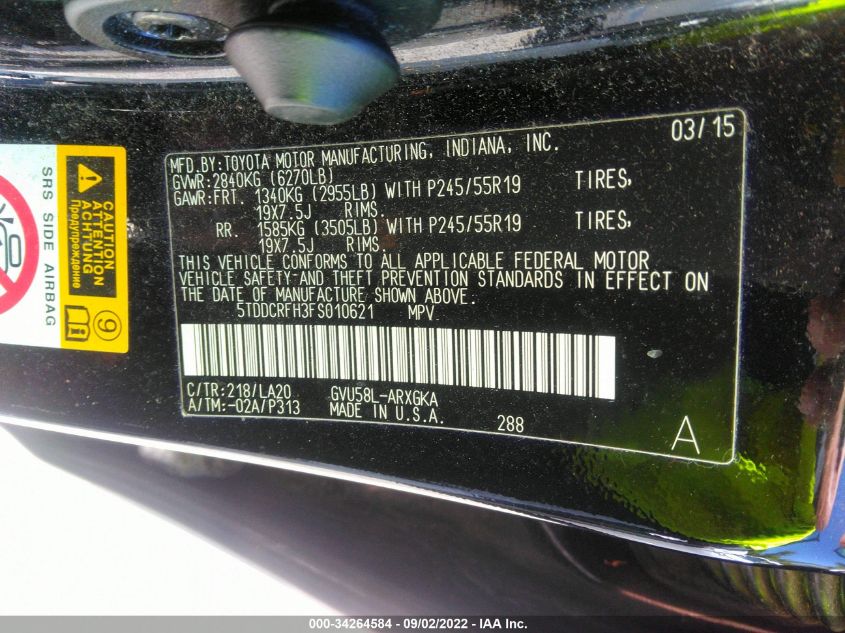 03/15
MFD.BY:TOYOTA MOTOR MANUFACTURING, INDIANA, INC.
GVWR:2840KG (6270LB)
GAWR:FRT. 1340KG (2955LB) WITH P245/55R19 TIRES,
19X7.5J RIMS.
RR. 1585KG (3505LB) WITH P245/55R19 TIRES,
19X7.5J RIMS.
THIS VEHICLE CONFORMS TO ALL APPLICABLE FEDERAL MOTOR
VEHICLE SAFETY AND THEFT PREVENTION STANDARDS IN EFFECT ON
THE DATE OF MANUFACTURE SHOWN ABOVE.
5TDDCRFH3FS010621 MPV
C/TR:218/LA20 GVU58L-ARXGKA
A/TM:-02A/P313 MADE IN U.S.A.
288
A
SRS SIDE AIRBAG
CAUTION
ATTENTION
ACHTUNG
Предупреждение
9
000-34264584 - 09/02/2022 - IAA Inc.